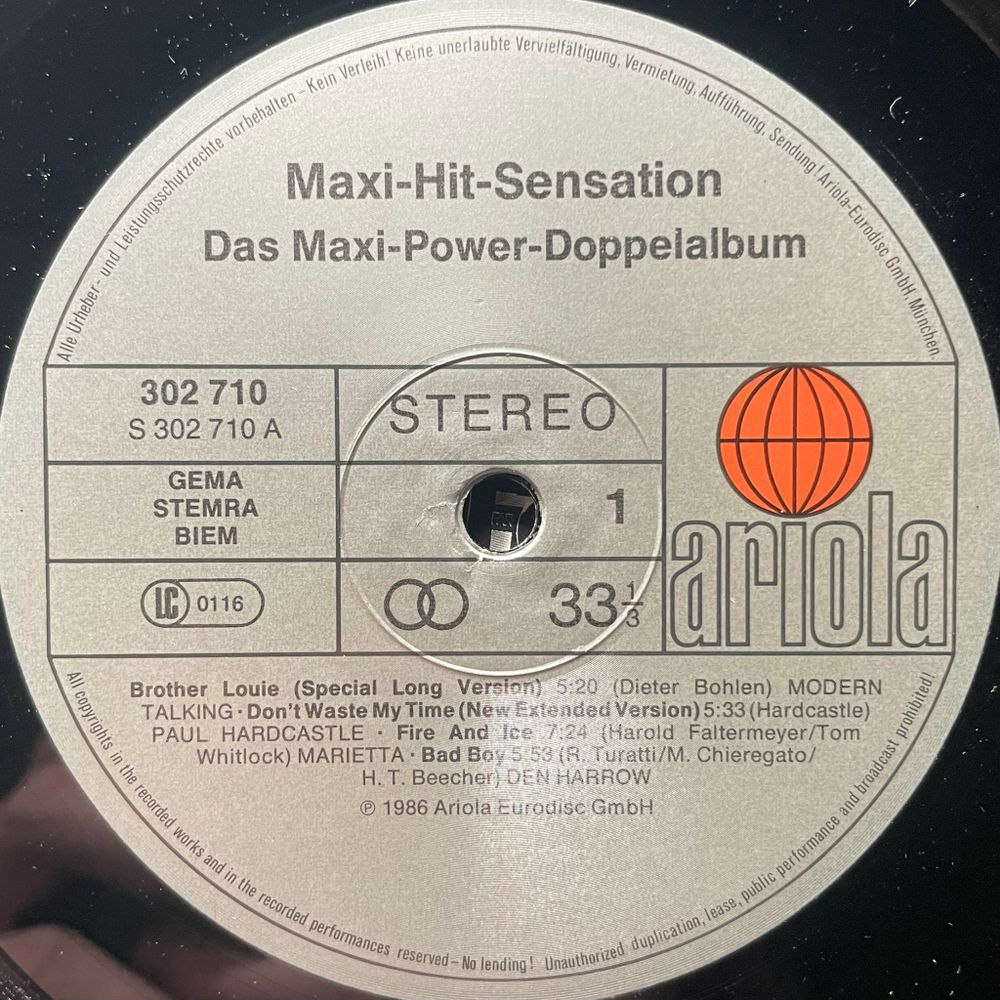 Alle Urheber- und Leistungsschutzrechte vorbehalten – Kein Verleih! Keine unerlaubte Vervielfältigung, Vermietung, Aufführung, Sendung! Ariola-Eurodisc GmbH, München.
Maxi-Hit-Sensation
Das Maxi-Power-Doppelalbum
302 710
S 302 710 A
STEREO
GEMA
STEMRA
BIEM
1
LC 0116
33 1/3
ariola
Brother Louie (Special Long Version) 5:20 (Dieter Bohlen) MODERN
TALKING · Don't Waste My Time (New Extended Version) 5:33 (Hardcastle)
PAUL HARDCASTLE · Fire And Ice 7:24 (Harold Faltermeyer/Tom
Whitlock) MARIETTA · Bad Boy 5:53 (R. Turatti/M. Chieregato/
H. T. Beecher) DEN HARROW
℗ 1986 Ariola Eurodisc GmbH
All copyrights in the recorded works and in the recorded performances reserved – No lending! Unauthorized duplication, lease, public performance and broadcast prohibited!